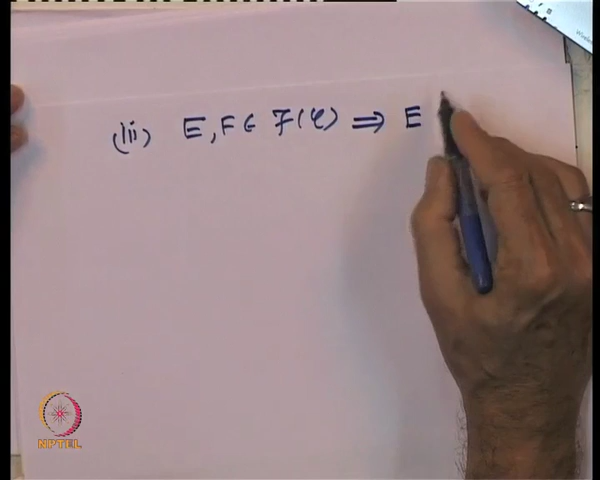 (iii) E, F ∈ 𝓕(𝒞) ⇒ E
NPTEL